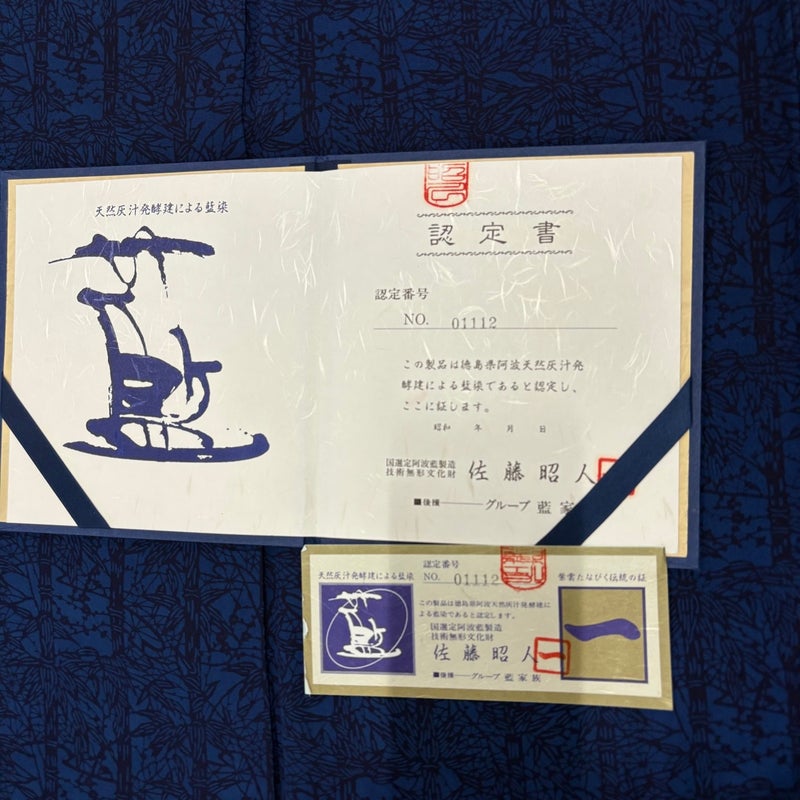 天然灰汁発酵建による藍染
藍
認定書
認定番号
NO. 01112
この製品は徳島県阿波天然灰汁発
酵建による藍染であると認定し、
ここに証します。
昭和 年 月 日
国選定阿波藍製造
技術無形文化財
佐藤昭人
■後援――グループ 藍家
天然灰汁発酵建による藍染
藍
認定番号
NO. 01112
この製品は徳島県阿波天然灰汁発酵建に
よる藍染であると認定します。
国選定阿波藍製造
技術無形文化財
佐藤昭人
■後援――グループ 藍家族
紫雲たなびく伝統の証
一